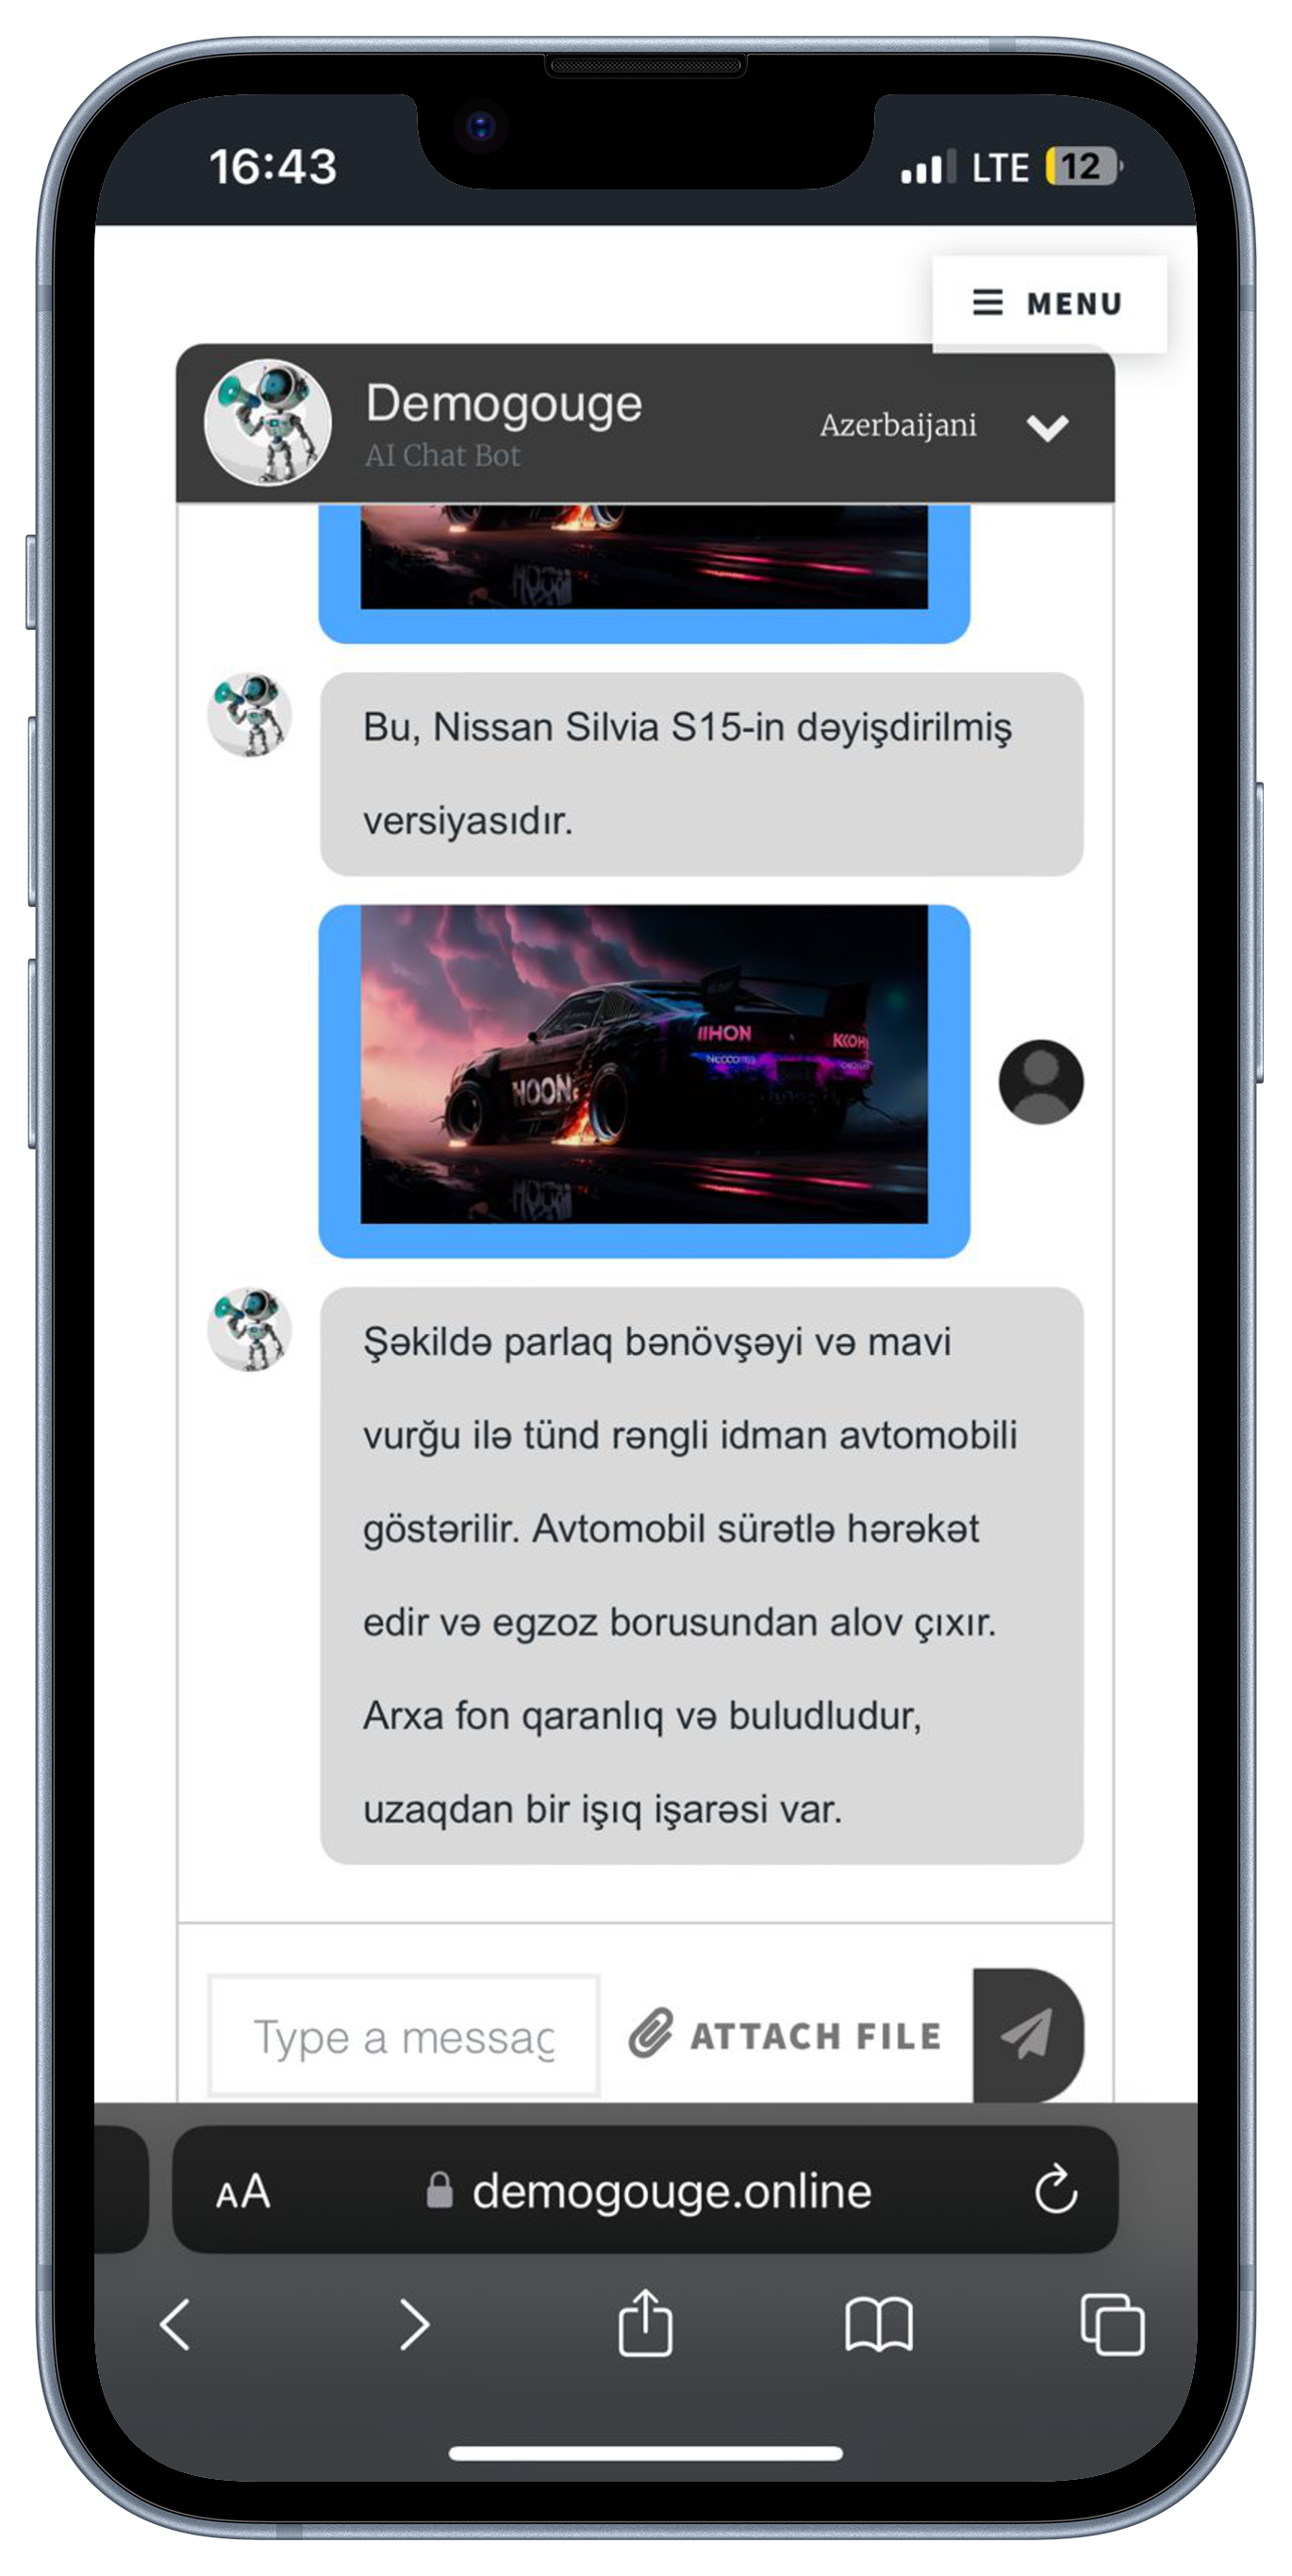 16:43
LTE 12
MENU
Demogouge
AI Chat Bot
Azerbaijani
Bu, Nissan Silvia S15-in dəyişdirilmiş
versiyasıdır.
IIHON
HOON
Şəkildə parlaq bənövşəyi və mavi
vurğu ilə tünd rəngli idman avtomobili
göstərilir. Avtomobil sürətlə hərəkət
edir və egzoz borusundan alov çıxır.
Arxa fon qaranlıq və buludludur,
uzaqdan bir işıq işarəsi var.
Type a messag
ATTACH FILE
AA demogouge.online